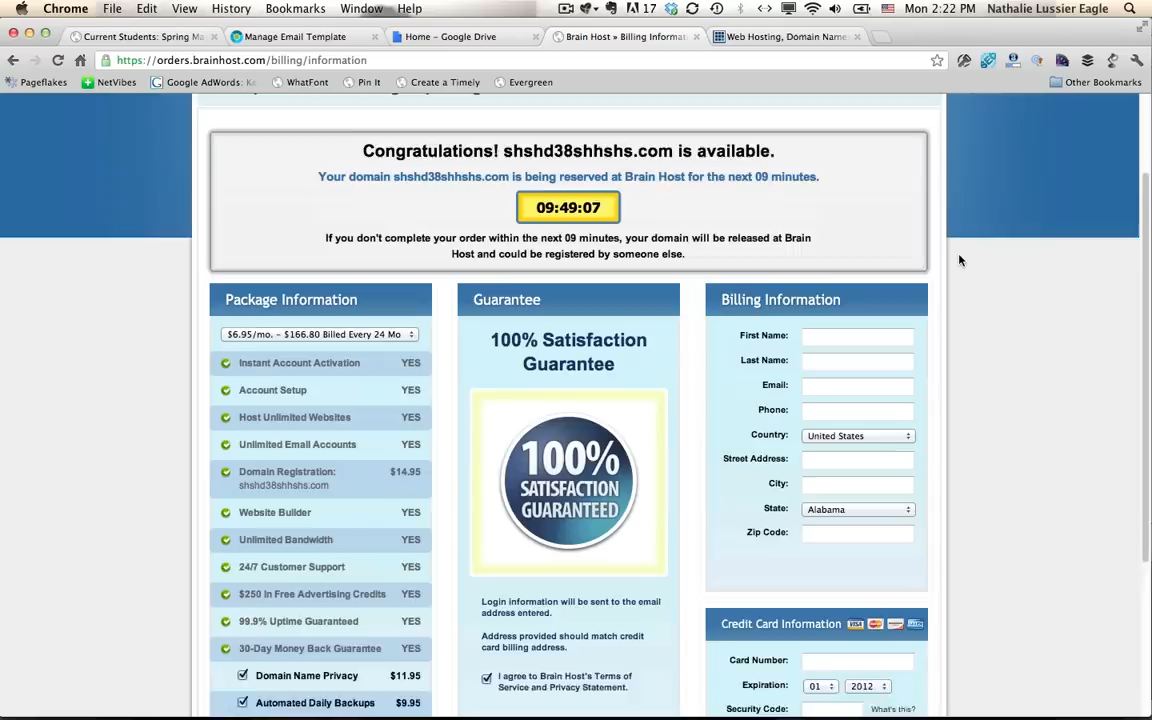 Chrome File Edit View History Bookmarks Window Help 17 Mon 2:22 PM Nathalie Lussier Eagle
Current Students: Spring Ma Manage Email Template Home – Google Drive Brain Host » Billing Informat Web Hosting, Domain Name
https://orders.brainhost.com/billing/information
Pageflakes NetVibes Google AdWords: Ke WhatFont Pin It Create a Timely Evergreen Other Bookmarks
Congratulations! shshd38shhshs.com is available.
Your domain shshd38shhshs.com is being reserved at Brain Host for the next 09 minutes.
09:49:07
If you don't complete your order within the next 09 minutes, your domain will be released at Brain
Host and could be registered by someone else.
Package Information
$6.95/mo. – $166.80 Billed Every 24 Mo
Instant Account Activation YES
Account Setup YES
Host Unlimited Websites YES
Unlimited Email Accounts YES
Domain Registration: $14.95
shshd38shhshs.com
Website Builder YES
Unlimited Bandwidth YES
24/7 Customer Support YES
$250 In Free Advertising Credits YES
99.9% Uptime Guaranteed YES
30-Day Money Back Guarantee YES
Domain Name Privacy $11.95
Automated Daily Backups $9.95
Guarantee
100% Satisfaction
Guarantee
100%
SATISFACTION
GUARANTEED
Login information will be sent to the email
address entered.
Address provided should match credit
card billing address.
I agree to Brain Host's Terms of
Service and Privacy Statement.
Billing Information
First Name:
Last Name:
Email:
Phone:
Country: United States
Street Address:
City:
State: Alabama
Zip Code:
Credit Card Information VISA
Card Number:
Expiration: 01 2012
Security Code: What's this?